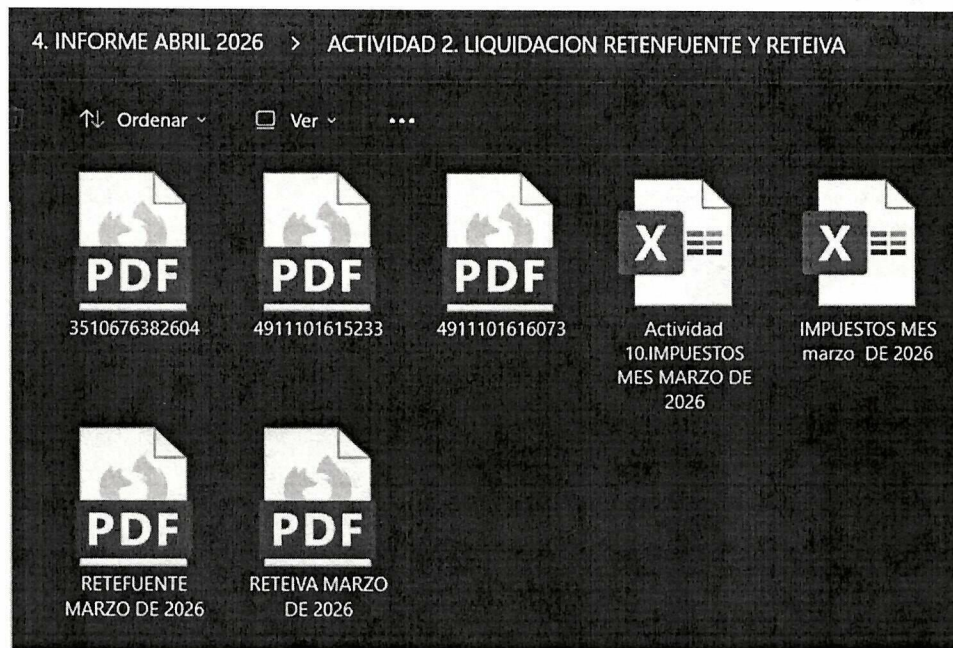 4. INFORME ABRIL 2026 > ACTIVIDAD 2. LIQUIDACION RETENFUENTE Y RETEIVA
Ordenar
Ver
...
PDF
3510676382604
PDF
4911101615233
PDF
4911101616073
X
Actividad
10.IMPUESTOS
MES MARZO DE
2026
X
IMPUESTOS MES
marzo DE 2026
PDF
RETEFUENTE
MARZO DE 2026
PDF
RETEIVA MARZO
DE 2026